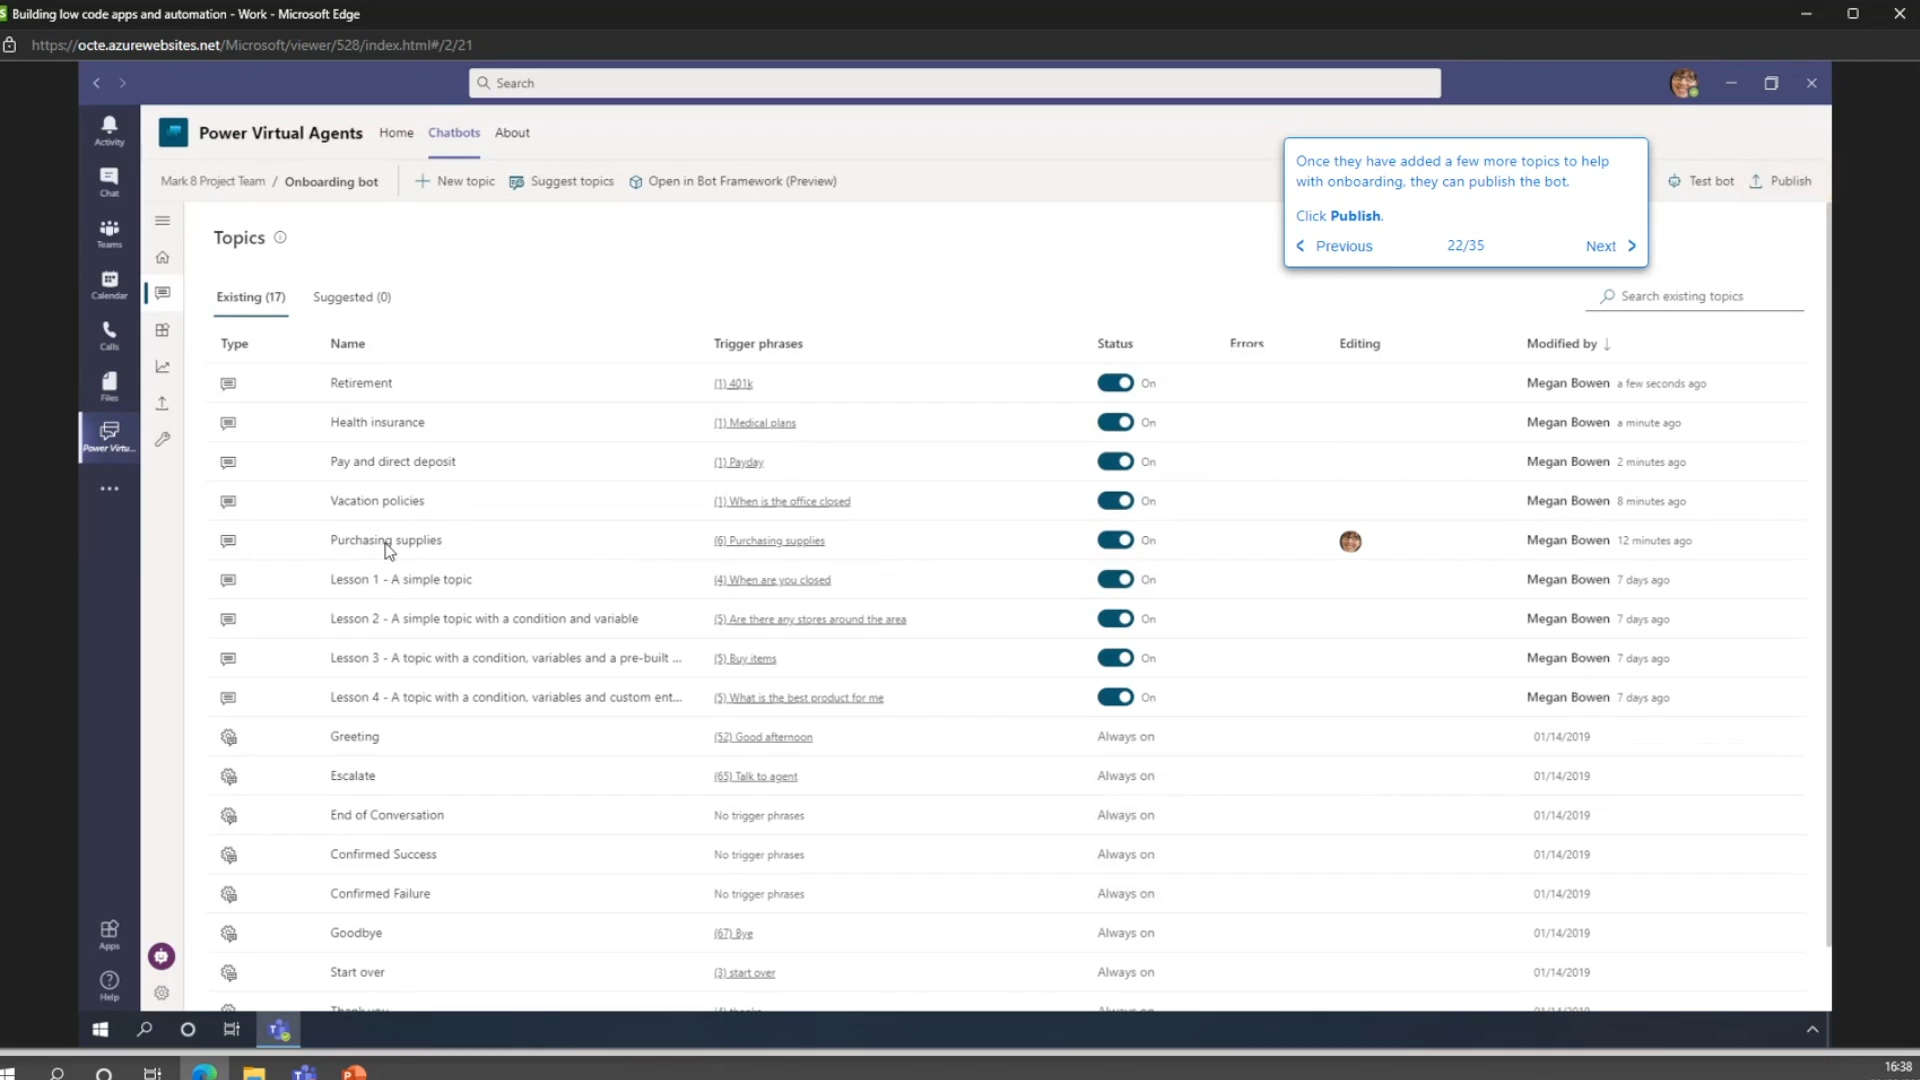 Building low code apps and automation - Work - Microsoft Edge
https://octe.azurewebsites.net/Microsoft/viewer/528/index.html#/2/21
Search
Activity
Chat
Teams
Calendar
Calls
Files
Power Virtu...
Apps
Help
Power Virtual Agents Home Chatbots About
Mark 8 Project Team / Onboarding bot New topic Suggest topics Open in Bot Framework (Preview) Test bot Publish
Once they have added a few more topics to help
with onboarding, they can publish the bot.
Click Publish.
Previous 22/35 Next
Topics
Existing (17) Suggested (0)
Search existing topics
Type Name Trigger phrases Status Errors Editing Modified by ↓
Retirement (1) 401k On Megan Bowen a few seconds ago
Health insurance (1) Medical plans On Megan Bowen a minute ago
Pay and direct deposit (1) Payday On Megan Bowen 2 minutes ago
Vacation policies (1) When is the office closed On Megan Bowen 8 minutes ago
Purchasing supplies (6) Purchasing supplies On Megan Bowen 12 minutes ago
Lesson 1 - A simple topic (4) When are you closed On Megan Bowen 7 days ago
Lesson 2 - A simple topic with a condition and variable (5) Are there any stores around the area On Megan Bowen 7 days ago
Lesson 3 - A topic with a condition, variables and a pre-built ... (5) Buy items On Megan Bowen 7 days ago
Lesson 4 - A topic with a condition, variables and custom ent... (5) What is the best product for me On Megan Bowen 7 days ago
Greeting (52) Good afternoon Always on 01/14/2019
Escalate (65) Talk to agent Always on 01/14/2019
End of Conversation No trigger phrases Always on 01/14/2019
Confirmed Success No trigger phrases Always on 01/14/2019
Confirmed Failure No trigger phrases Always on 01/14/2019
Goodbye (67) Bye Always on 01/14/2019
Start over (3) start over Always on 01/14/2019
16:38